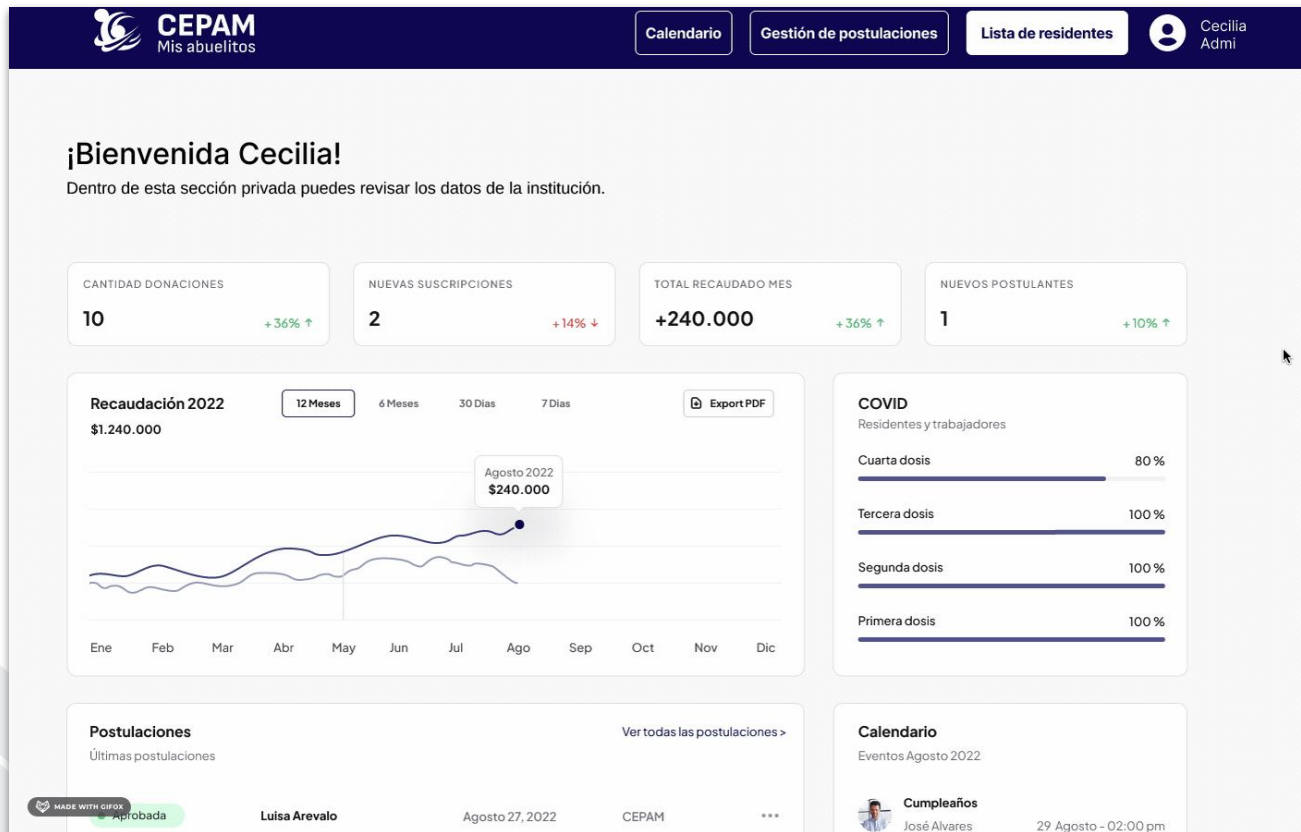 CEPAM
Mis abuelitos
Calendario
Gestión de postulaciones
Lista de residentes
Cecilia
Admi
¡Bienvenida Cecilia!
Dentro de esta sección privada puedes revisar los datos de la institución.
CANTIDAD DONACIONES
10
+36% ↑
NUEVAS SUSCRIPCIONES
2
+14% ↓
TOTAL RECAUDADO MES
+240.000
+36% ↑
NUEVOS POSTULANTES
1
+10% ↑
Recaudación 2022
12 Meses
6 Meses
30 Dias
7 Dias
Export PDF
$1.240.000
Agosto 2022
$240.000
Ene Feb Mar Abr May Jun Jul Ago Sep Oct Nov Dic
COVID
Residentes y trabajadores
Cuarta dosis 80 %
Tercera dosis 100 %
Segunda dosis 100 %
Primera dosis 100 %
Postulaciones
Ver todas las postulaciones >
Últimas postulaciones
Aprobada Luisa Arevalo Agosto 27, 2022 CEPAM
Calendario
Eventos Agosto 2022
Cumpleaños
José Alvares 29 Agosto - 02:00 pm
MADE WITH GIFOX